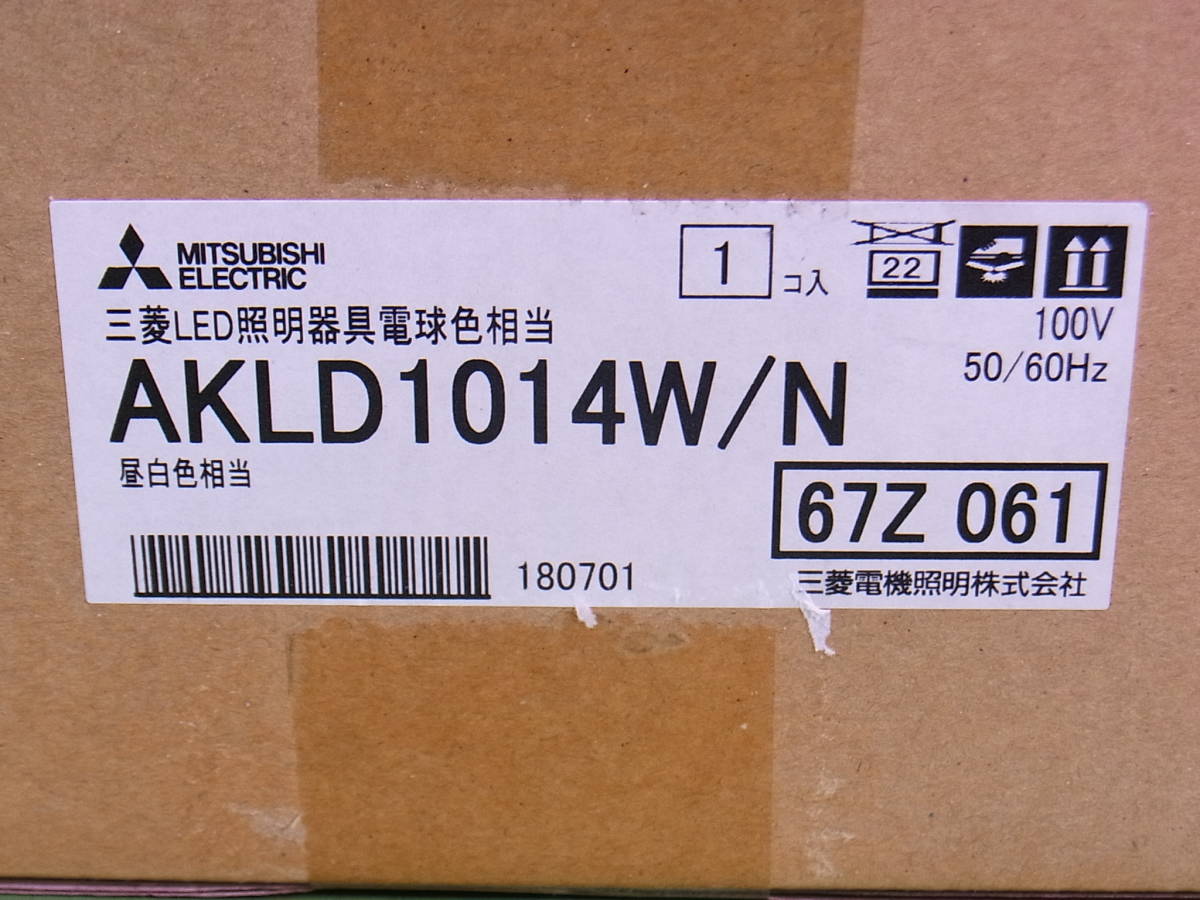 MITSUBISHI
ELECTRIC
1 コ入
22
三菱LED照明器具電球色相当
100V
50/60Hz
AKLD1014W/N
昼白色相当
67Z 061
180701
三菱電機照明株式会社